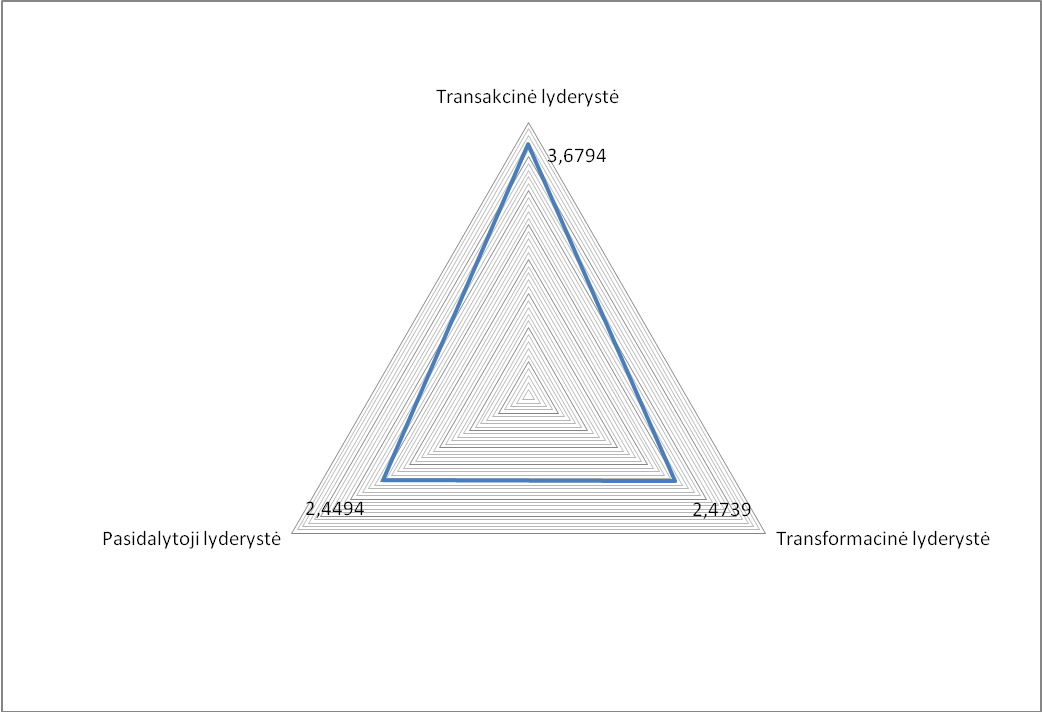 Transakcinė lyderystė
3,6794
2,4494
2,4739
Pasidalytoji lyderystė
Transformacinė lyderystė